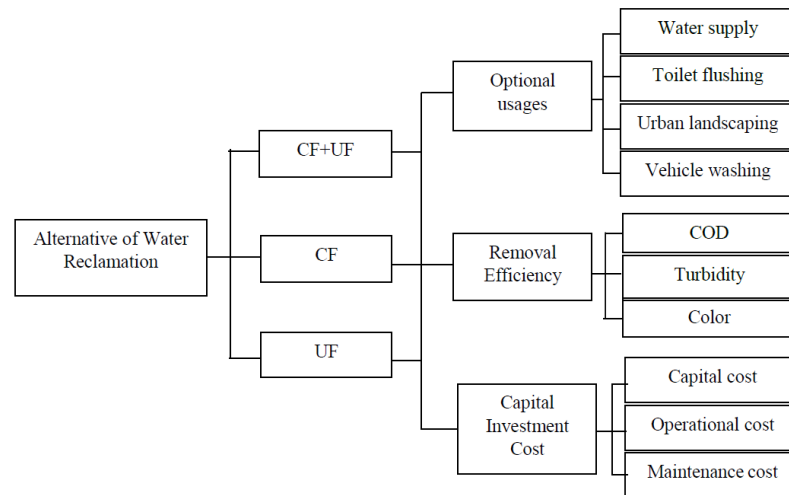 Alternative of Water
Reclamation
CF+UF
CF
UF
Optional
usages
Removal
Efficiency
Capital
Investment
Cost
Water supply
Toilet flushing
Urban landscaping
Vehicle washing
COD
Turbidity
Color
Capital cost
Operational cost
Maintenance cost